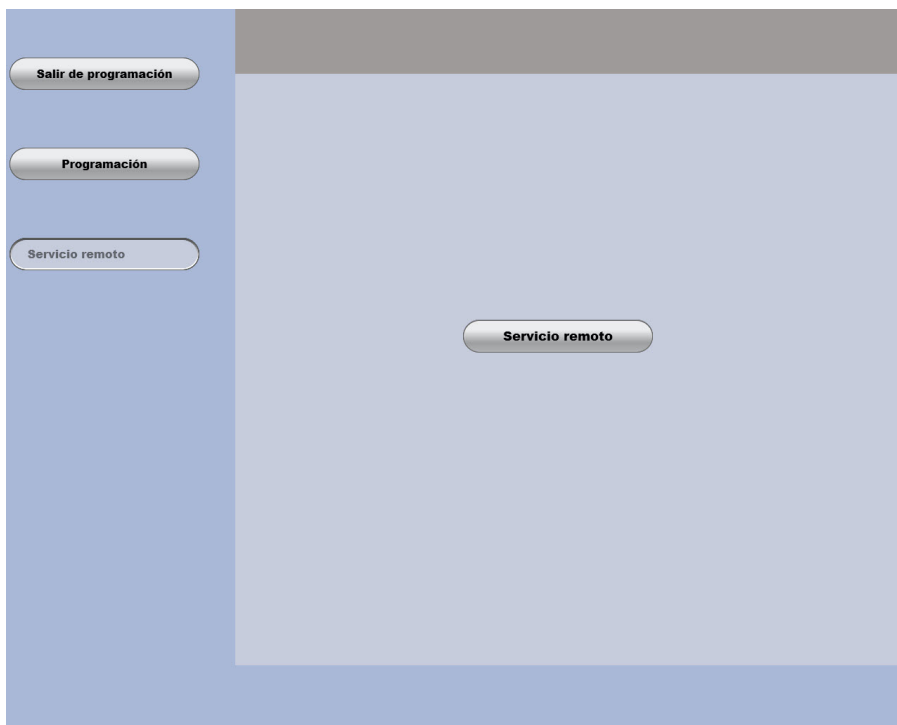 Salir de programación
Programación
Servicio remoto
Servicio remoto